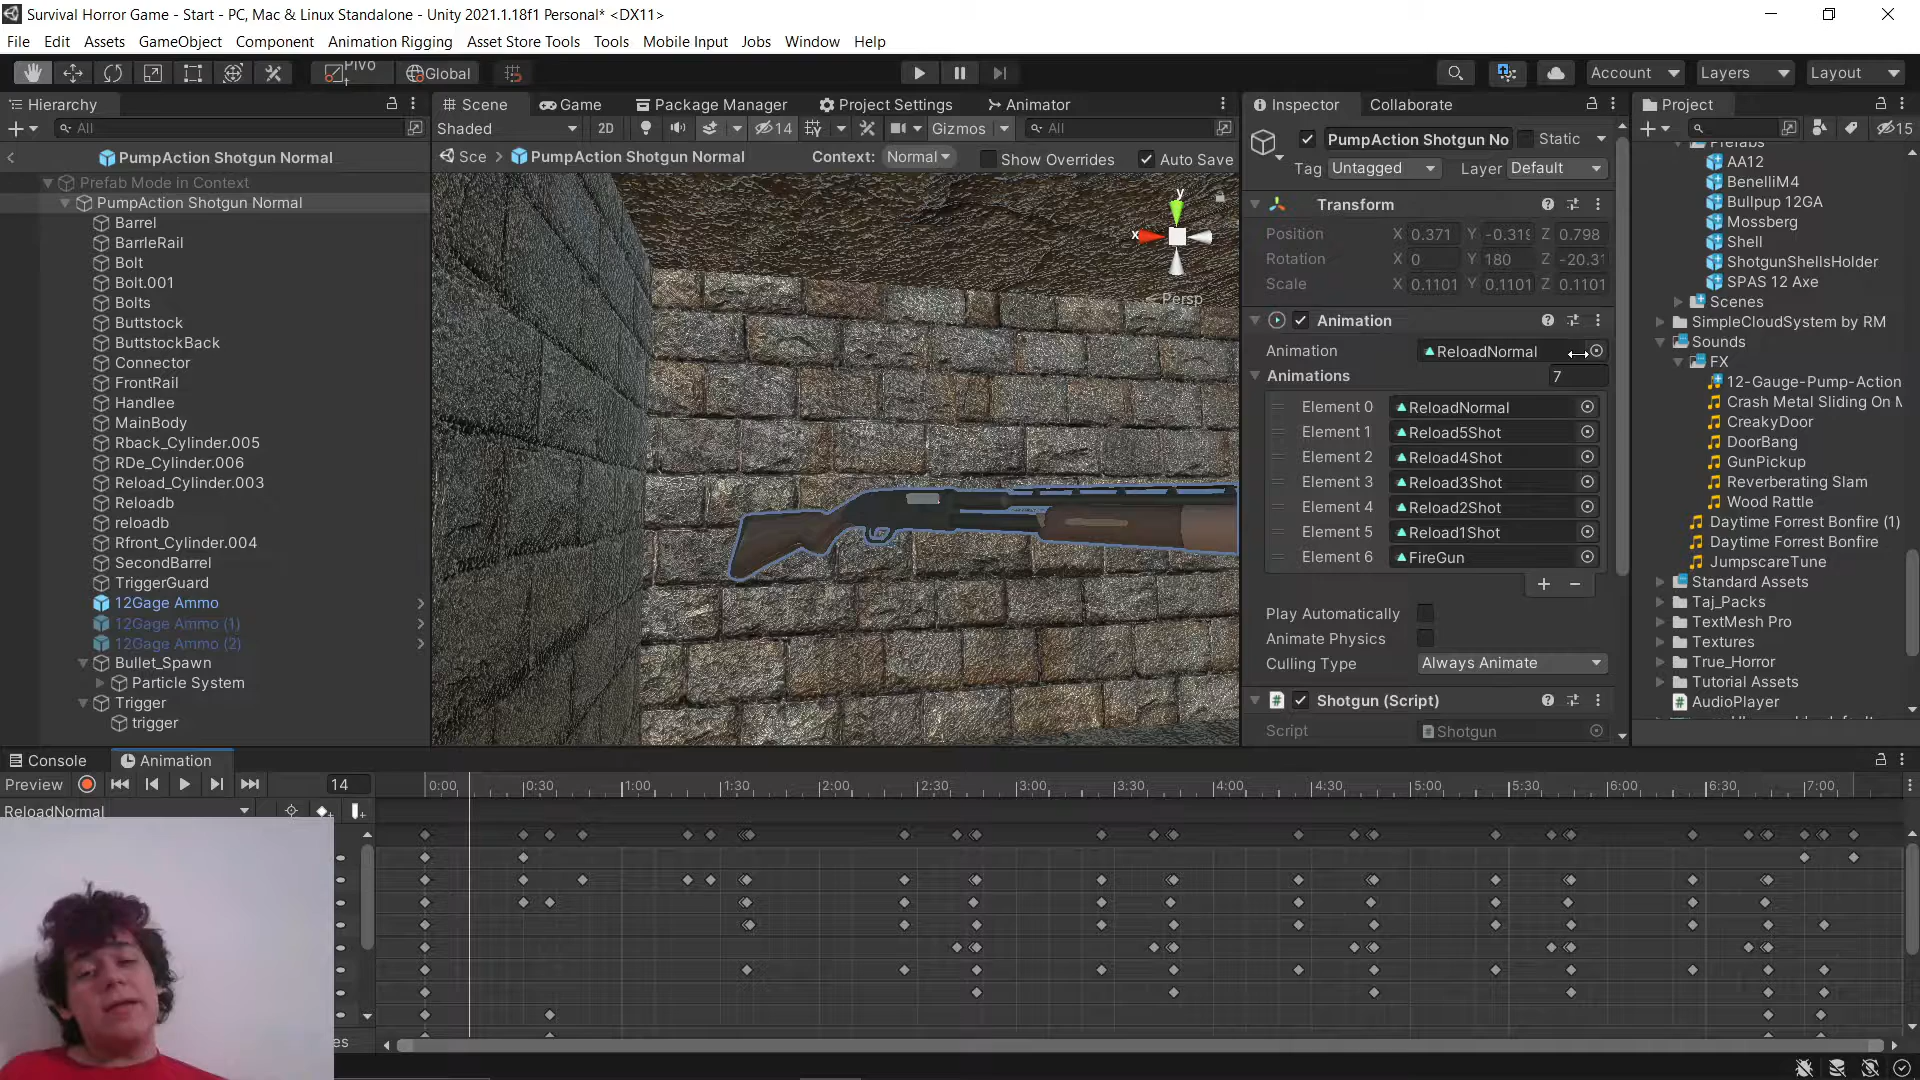 Survival Horror Game - Start - PC, Mac & Linux Standalone - Unity 2021.1.18f1 Personal* <DX11>
File Edit Assets GameObject Component Animation Rigging Asset Store Tools Tools Mobile Input Jobs Window Help
Global Account Layers Layout
Hierarchy
All
PumpAction Shotgun Normal
Prefab Mode in Context
PumpAction Shotgun Normal
Barrel
BarrleRail
Bolt
Bolt.001
Bolts
Buttstock
ButtstockBack
Connector
FrontRail
Handlee
MainBody
Rback_Cylinder.005
RDe_Cylinder.006
Reload_Cylinder.003
Reloadb
reloadb
Rfront_Cylinder.004
SecondBarrel
TriggerGuard
12Gage Ammo
12Gage Ammo (1)
12Gage Ammo (2)
Bullet_Spawn
Particle System
Trigger
trigger
Scene Game Package Manager Project Settings Animator
Shaded 2D 14 Gizmos All
Sce PumpAction Shotgun Normal Context: Normal Show Overrides Auto Save
y
x
Persp
Inspector Collaborate
PumpAction Shotgun No Static
Tag Untagged Layer Default
Transform
Position X 0.371 Y -0.319 Z 0.798
Rotation X 0 Y 180 Z -20.31
Scale X 0.1101 Y 0.1101 Z 0.1101
Animation
Animation ReloadNormal
Animations 7
Element 0 ReloadNormal
Element 1 Reload5Shot
Element 2 Reload4Shot
Element 3 Reload3Shot
Element 4 Reload2Shot
Element 5 Reload1Shot
Element 6 FireGun
Play Automatically
Animate Physics
Culling Type Always Animate
Shotgun (Script)
Script Shotgun
Project
15
Prefabs
AA12
BenelliM4
Bullpup 12GA
Mossberg
Shell
ShotgunShellsHolder
SPAS 12 Axe
Scenes
SimpleCloudSystem by RM
Sounds
FX
12-Gauge-Pump-Action
Crash Metal Sliding On
CreakyDoor
DoorBang
GunPickup
Reverberating Slam
Wood Rattle
Daytime Forrest Bonfire (1)
Daytime Forrest Bonfire
JumpscareTune
Standard Assets
Taj_Packs
TextMesh Pro
Textures
True_Horror
Tutorial Assets
AudioPlayer
Console Animation
Preview 14 0:00 0:30 1:00 1:30 2:00 2:30 3:00 3:30 4:00 4:30 5:00 5:30 6:00 6:30 7:00
ReloadNormal
es